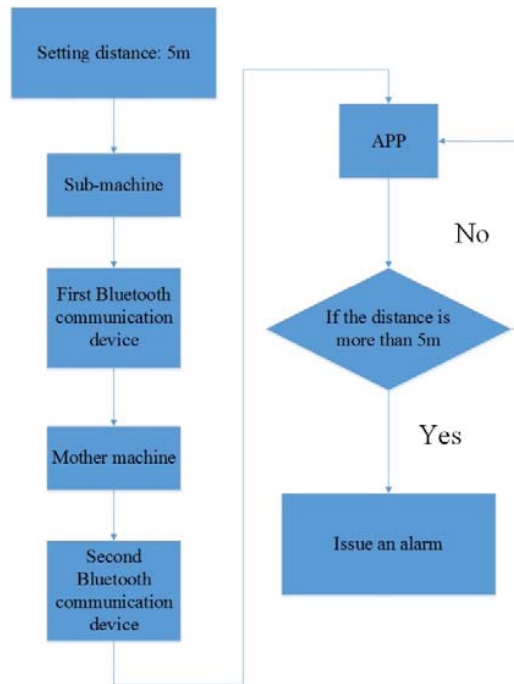 Setting distance: 5m
Sub-machine
First Bluetooth
communication
device
Mother machine
Second
Bluetooth
communication
device
APP
No
If the distance is
more than 5m
Yes
Issue an alarm